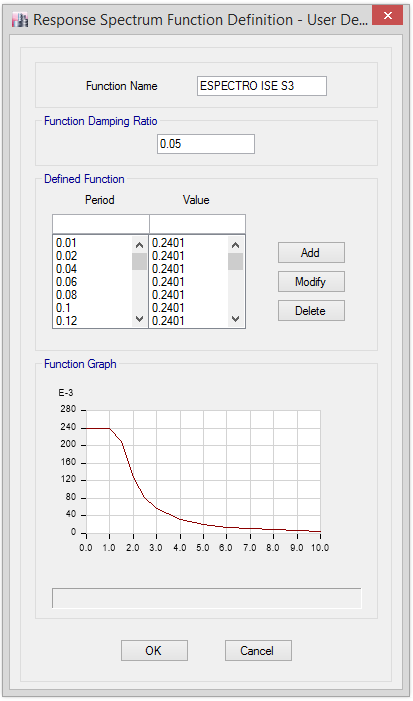 Response Spectrum Function Definition - User De...
Function Name
ESPECTRO ISE S3
Function Damping Ratio
0.05
Defined Function
Period Value
0.01 0.2401
0.02 0.2401
0.04 0.2401
0.06 0.2401
0.08 0.2401
0.1 0.2401
0.12 0.2401
Add
Modify
Delete
Function Graph
E-3
280
240
200
160
120
80
40
0
0.0 1.0 2.0 3.0 4.0 5.0 6.0 7.0 8.0 9.0 10.0
OK Cancel